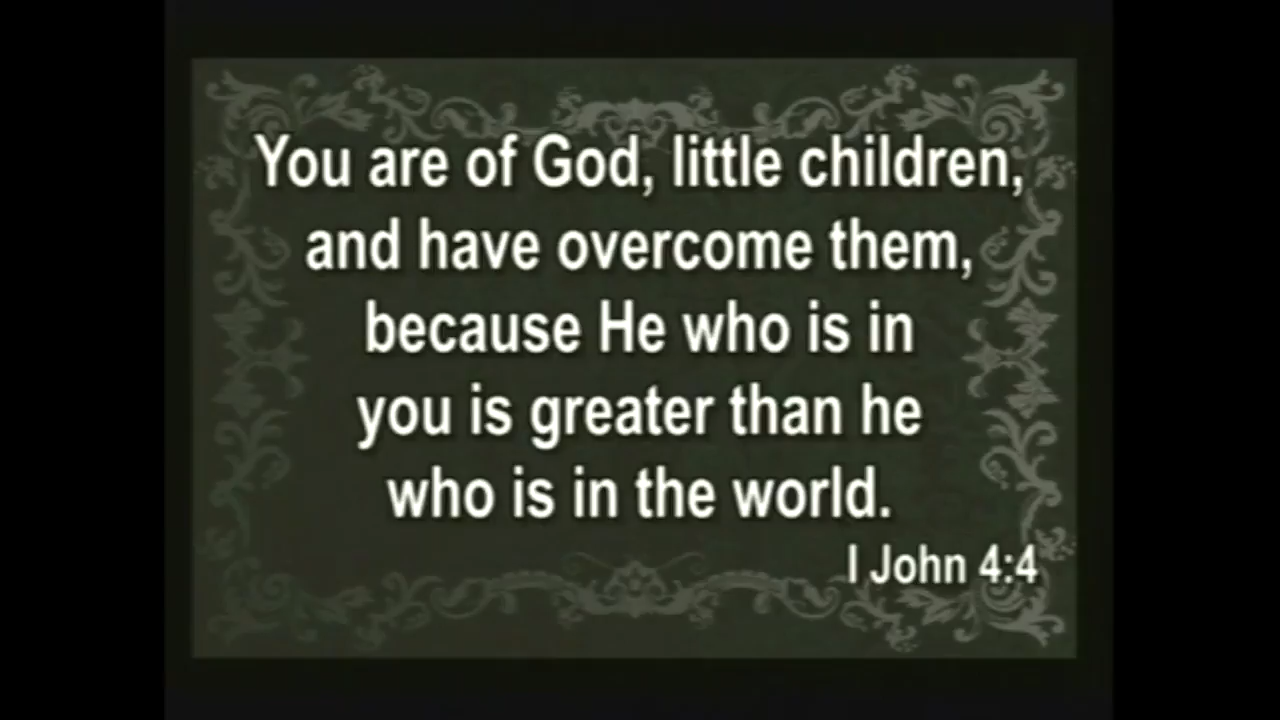 You are of God, little children,
and have overcome them,
because He who is in
you is greater than he
who is in the world.
I John 4:4